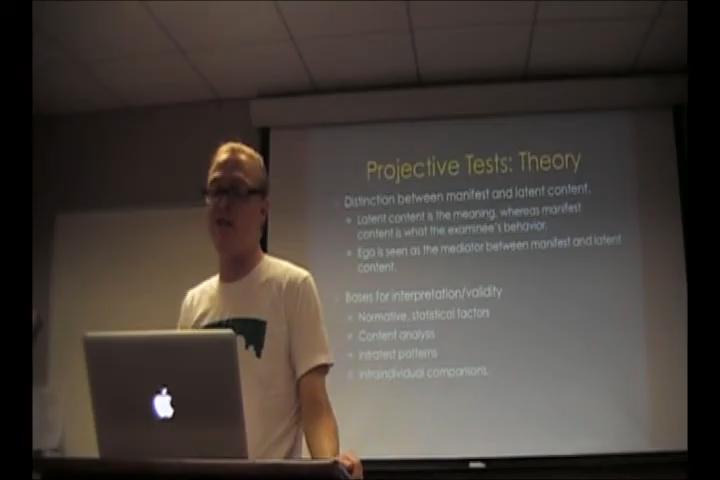 Projective Tests: Theory
Distinction between manifest and latent content.
Latent content is the meaning, whereas manifest
content is what the examinee's behavior.
Ego is seen as the mediator between manifest and latent
content.
Bases for interpretation/validity
Normative, statistical factors
Content analysis
Intratest patterns
Intraindividual comparisons.